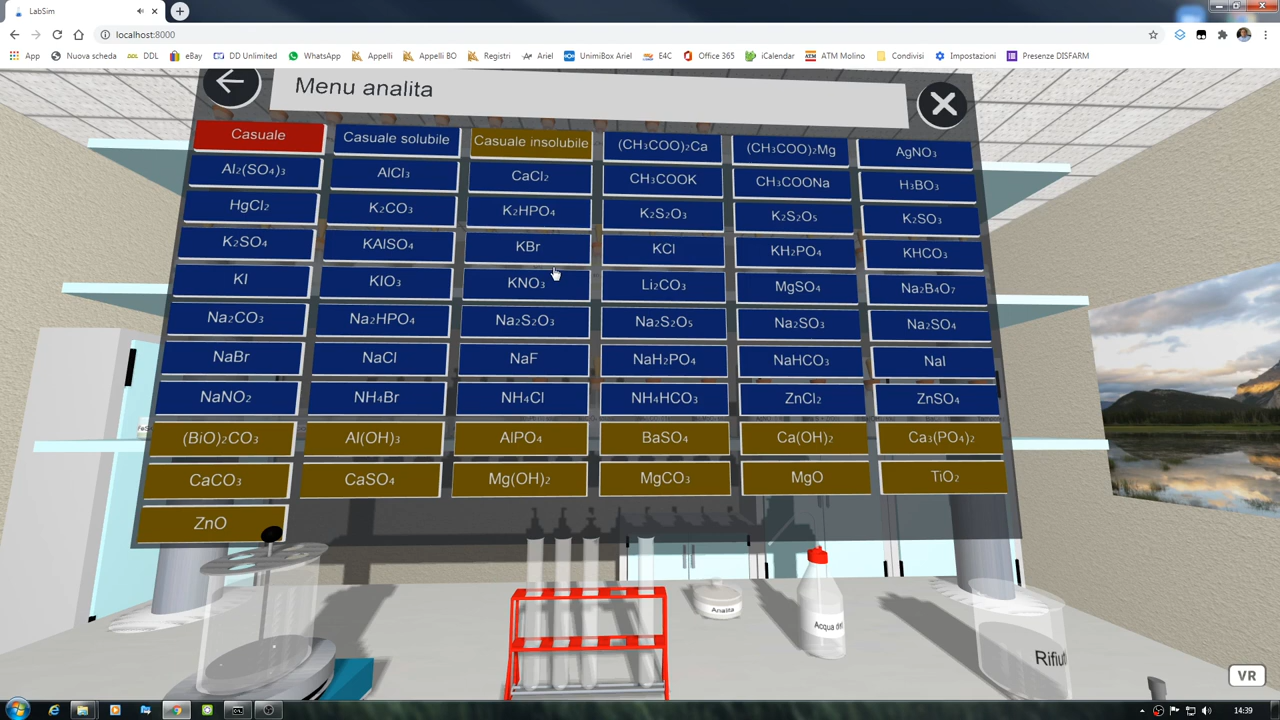 LabSim
localhost:8000
App Nuova scheda DDL eBay DD Unlimited WhatsApp Appelli Appelli BO Registri Ariel UnimiBox Ariel E4C Office 365 iCalendar ATM Molino Condivisi Impostazioni Presenze DISFARM
Menu analita
Casuale Casuale solubile Casuale insolubile (CH₃COO)₂Ca (CH₃COO)₂Mg AgNO₃
Al₂(SO₄)₃ AlCl₃ CaCl₂ CH₃COOK CH₃COONa H₃BO₃
HgCl₂ K₂CO₃ K₂HPO₄ K₂S₂O₃ K₂S₂O₅ K₂SO₃
K₂SO₄ KAlSO₄ KBr KCl KH₂PO₄ KHCO₃
KI KIO₃ KNO₃ Li₂CO₃ MgSO₄ Na₂B₄O₇
Na₂CO₃ Na₂HPO₄ Na₂S₂O₃ Na₂S₂O₅ Na₂SO₃ Na₂SO₄
NaBr NaCl NaF NaH₂PO₄ NaHCO₃ NaI
NaNO₂ NH₄Br NH₄Cl NH₄HCO₃ ZnCl₂ ZnSO₄
(BiO)₂CO₃ Al(OH)₃ AlPO₄ BaSO₄ Ca(OH)₂ Ca₃(PO₄)₂
CaCO₃ CaSO₄ Mg(OH)₂ MgCO₃ MgO TiO₂
ZnO
Analita
Acqua
Rifiut
VR
14:39